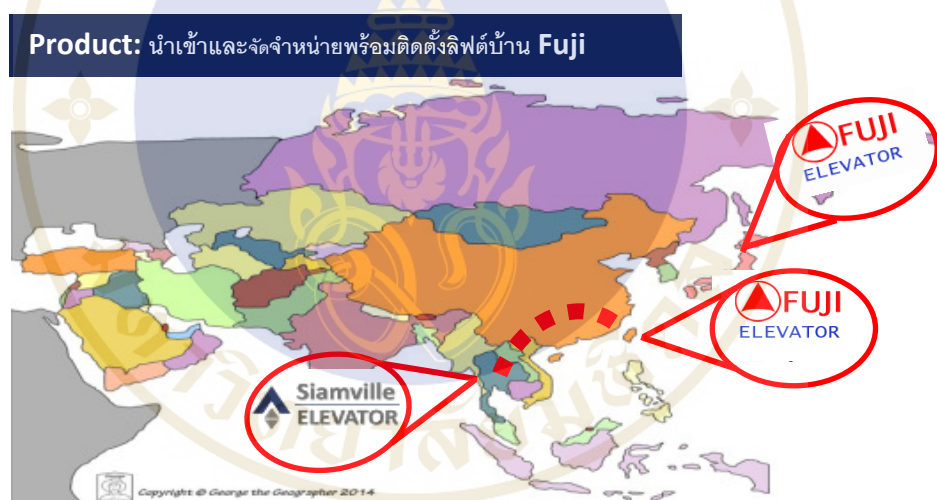 Product: นำเข้าและจัดจำหน่ายพร้อมติดตั้งลิฟต์บ้าน Fuji
FUJI
ELEVATOR
FUJI
ELEVATOR
-
Siamville
ELEVATOR
Copyright © George the Geographer 2014